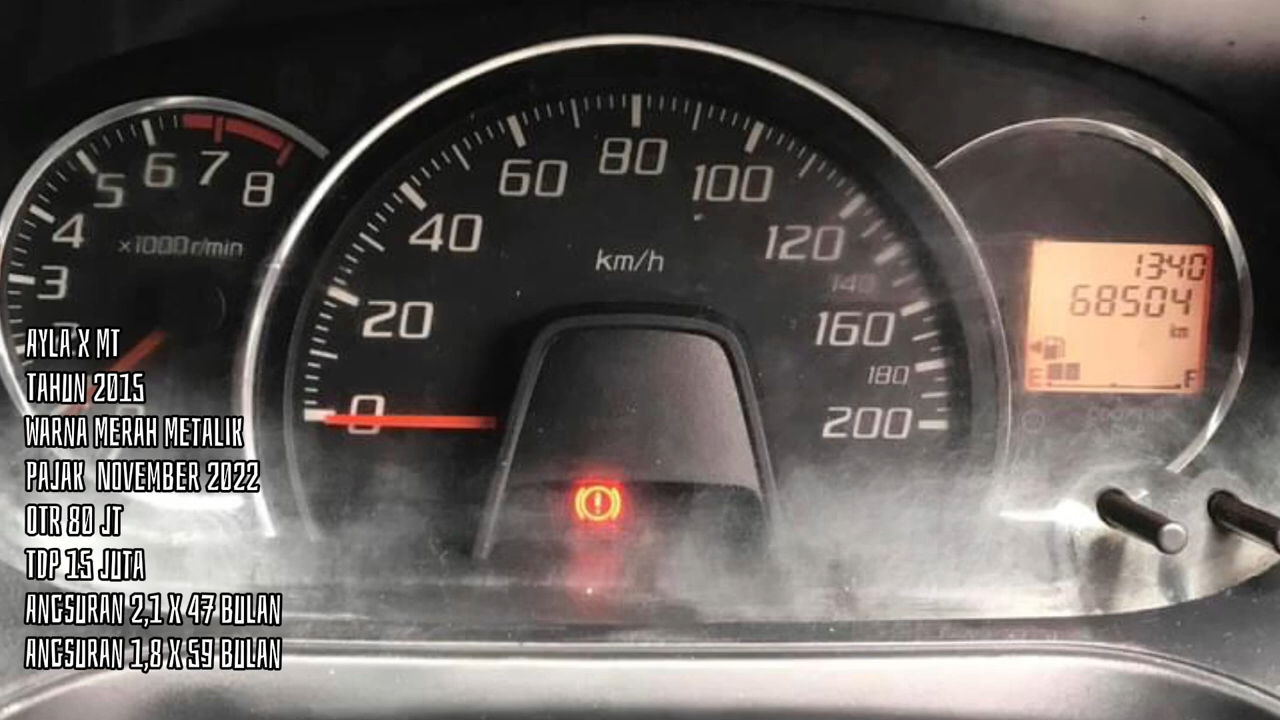 5 6 7 8
4
3
×1000r/min
0 20 40 60 80 100 120 140 160 180 200
km/h
1340
68504
km
E F
AYLA X MT
TAHUN 2015
WARNA MERAH METALIK
PAJAK NOVEMBER 2022
OTR 80 JT
TDP 15 JUTA
ANGSURAN 2,1 X 47 BULAN
ANGSURAN 1,8 X 59 BULAN